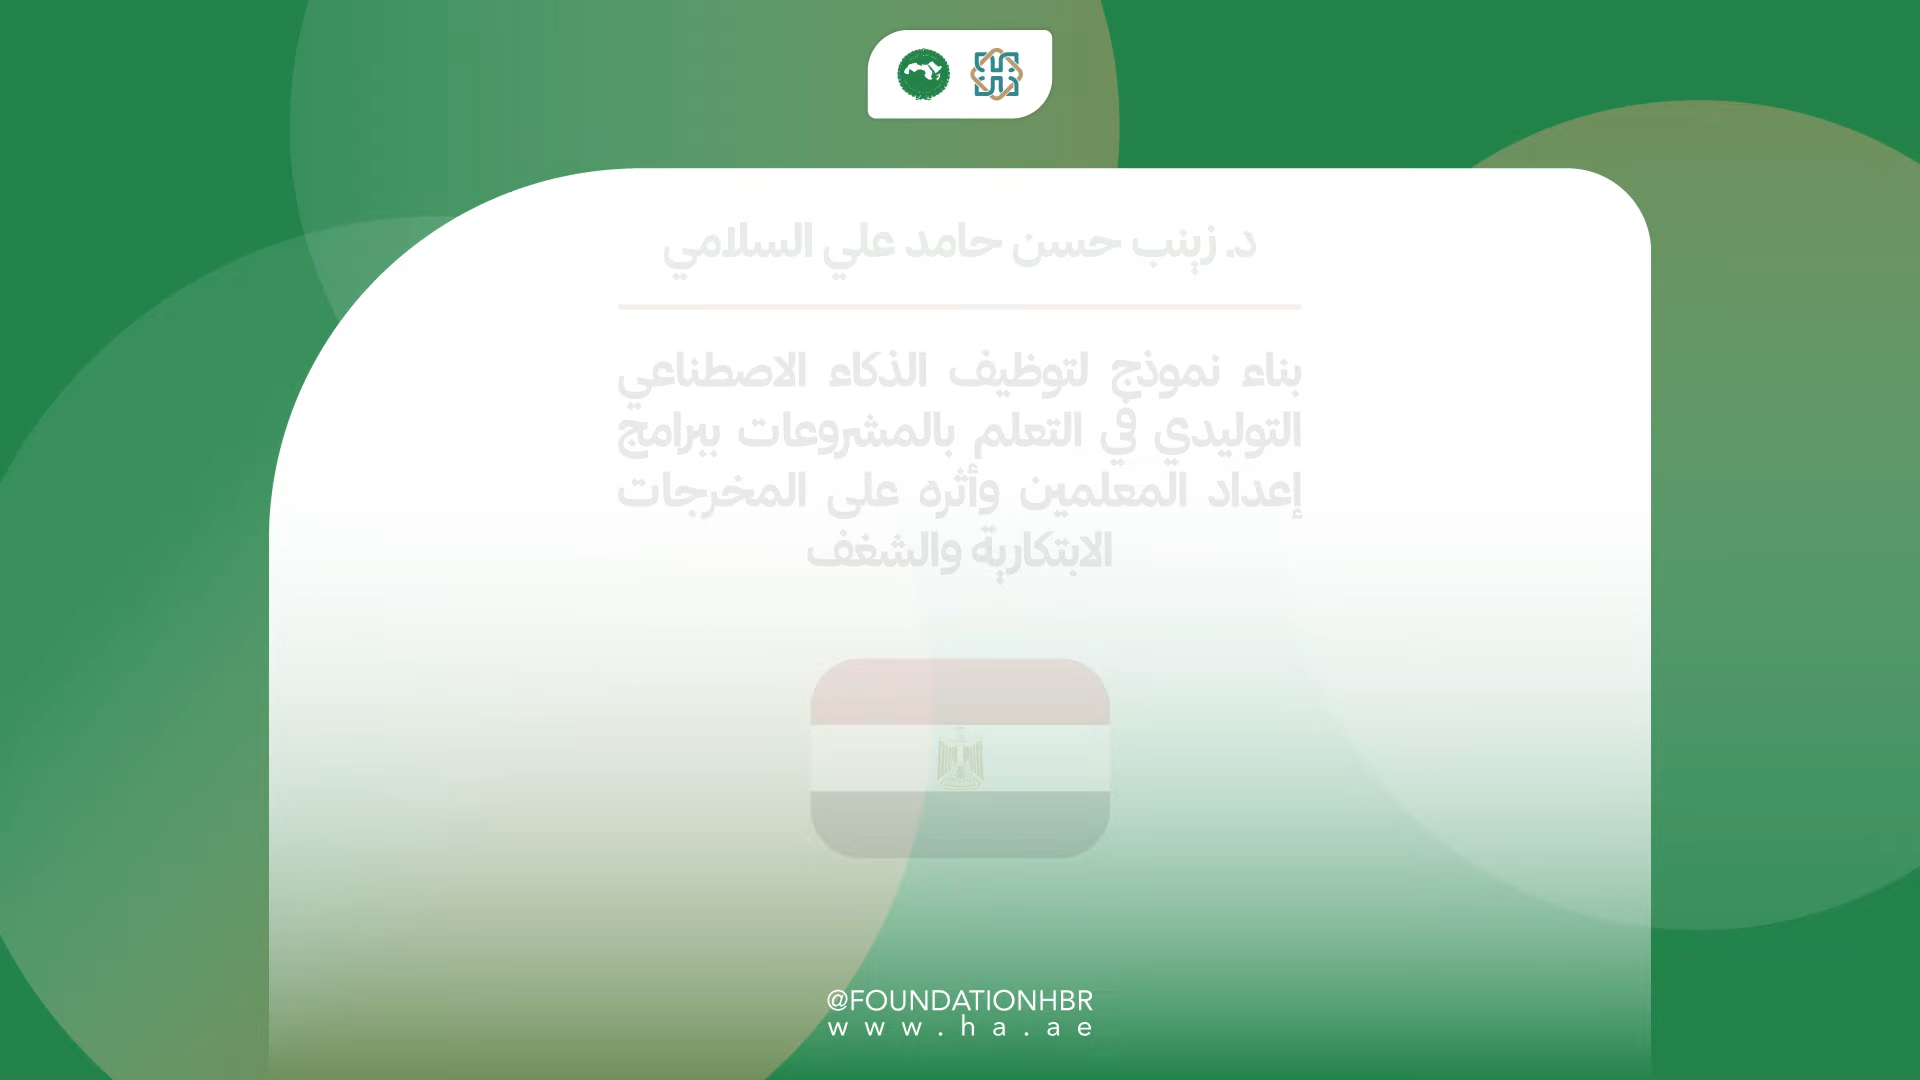 د. زينب حسن حامد علي السلامي
بناء نموذج لتوظيف الذكاء الاصطناعي
التوليدي في التعلم بالمشروعات ببرامج
إعداد المعلمين وأثره على المخرجات
الابتكارية والشغف
@FOUNDATIONHBR
www.ha.ae